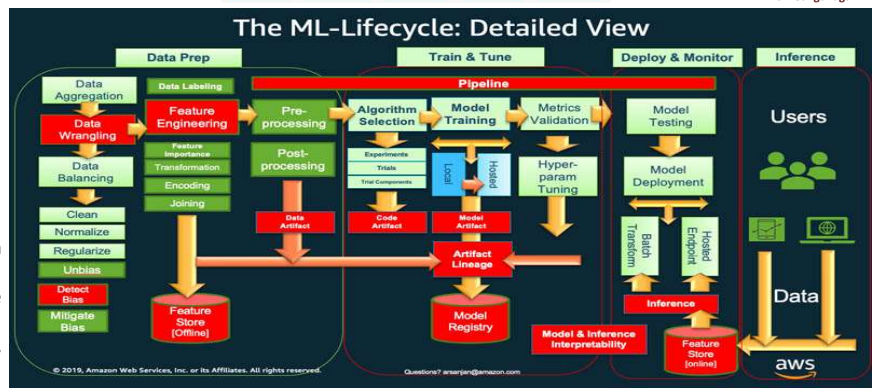 The ML-Lifecycle: Detailed View
Data Prep
Train & Tune
Deploy & Monitor
Inference
Pipeline
Data
Aggregation
Data Labeling
Data
Wrangling
Feature
Engineering
Pre-
processing
Algorithm
Selection
Model
Training
Metrics
Validation
Model
Testing
Users
Data
Balancing
Feature
Importance
Transformation
Encoding
Joining
Post-
processing
Experiments
Trials
Trial Components
Local
Hosted
Hyper-
param
Tuning
Model
Deployment
Clean
Normalize
Regularize
Unbias
Detect
Bias
Mitigate
Bias
Data
Artifact
Code
Artifact
Model
Artifact
Artifact
Lineage
Batch
Transform
Hosted
Endpoint
Inference
Data
Feature
Store
[Offline]
Model
Registry
Model & Inference
Interpretability
Feature
Store
[online]
aws
© 2019, Amazon Web Services, Inc. or its Affiliates. All rights reserved.
Questions? arsanjan@amazon.com